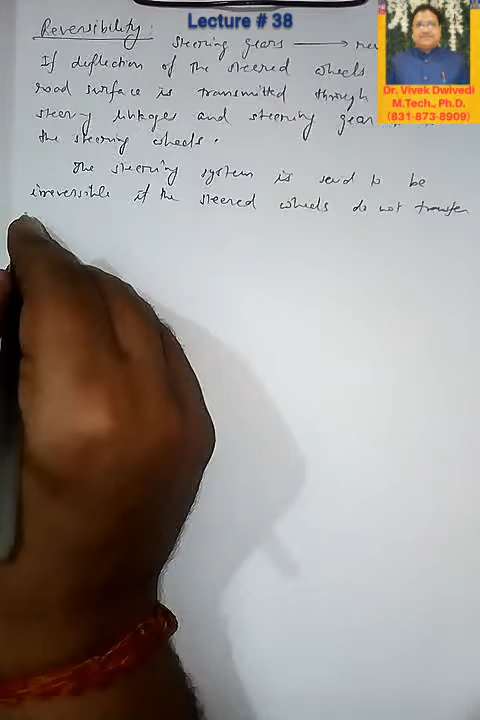 Lecture # 38
Reversibility : Steering gears → rev
If deflection of the steered wheels
road surface is transmitted through
steering linkages and steering gear
the steering wheels.
The steering system is said to be
irreversible if the steered wheels do not transfer
Dr. Vivek Dwivedi
M.Tech., Ph.D.
(831-873-8909)